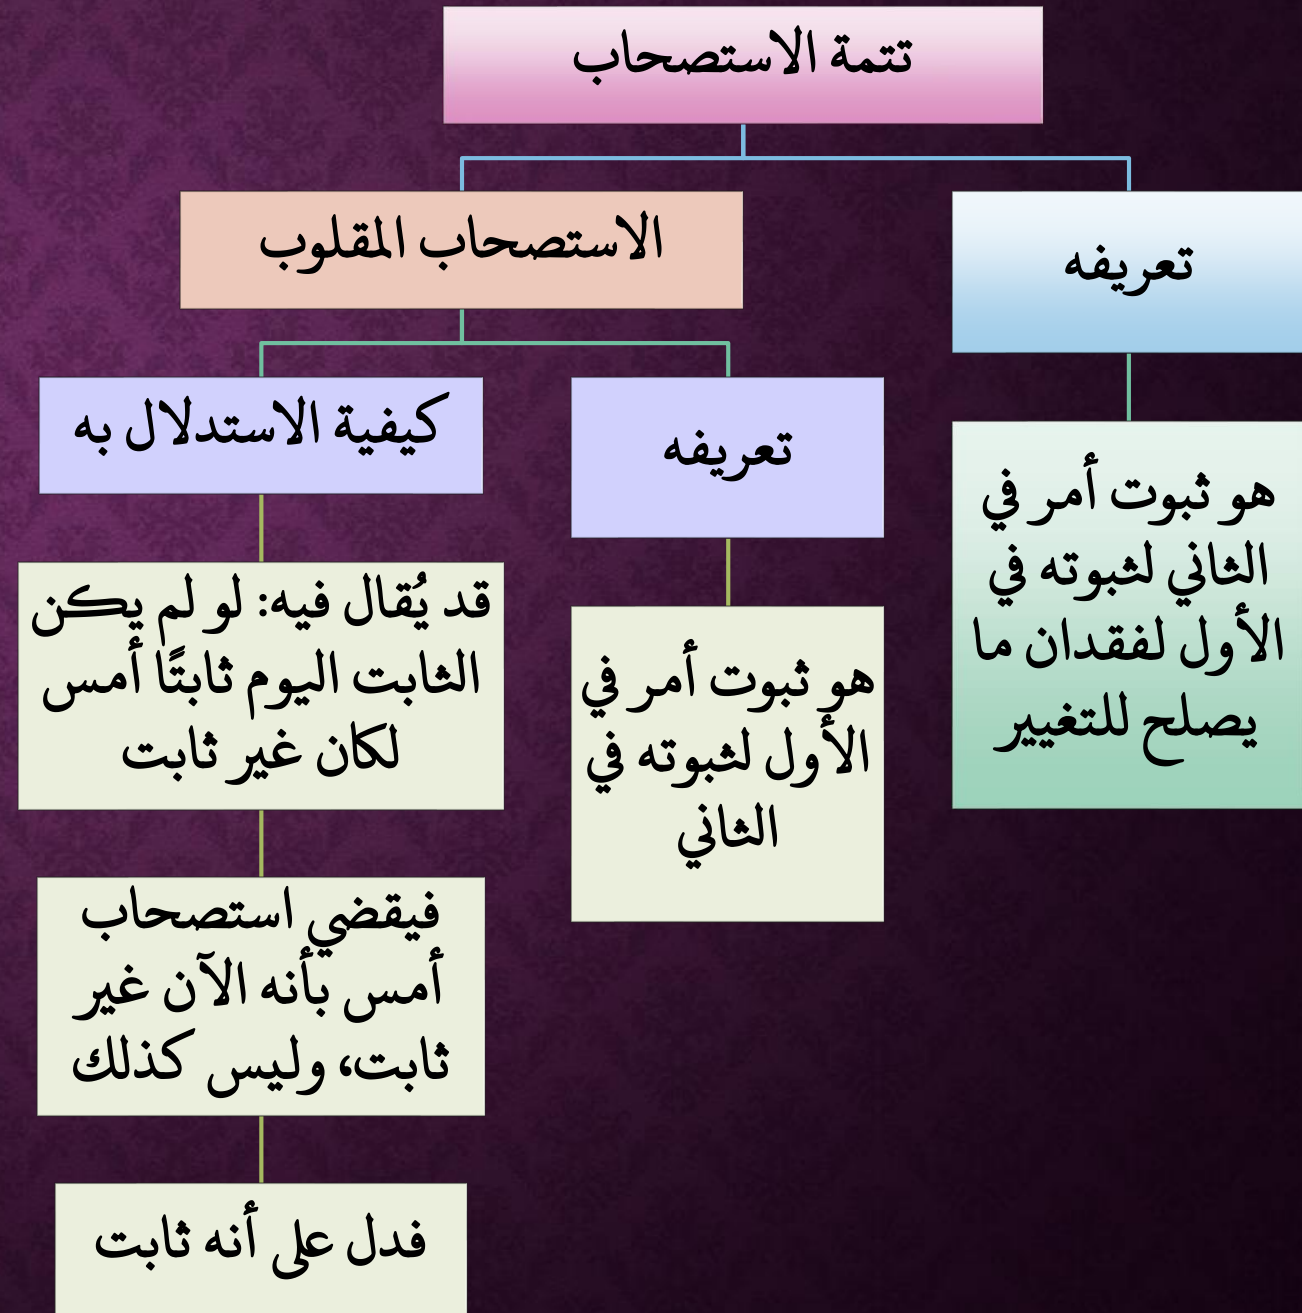 تتمة الاستصحاب
تعريفه
هو ثبوت أمر في
الثاني لثبوته في
الأول لفقدان ما
يصلح للتغيير
الاستصحاب المقلوب
تعريفه
هو ثبوت أمر في
الأول لثبوته في
الثاني
كيفية الاستدلال به
قد يُقال فيه: لو لم يكن
الثابت اليوم ثابتًا أمس
لكان غير ثابت
فيقضي استصحاب
أمس بأنه الآن غير
ثابت، وليس كذلك
فدل على أنه ثابت